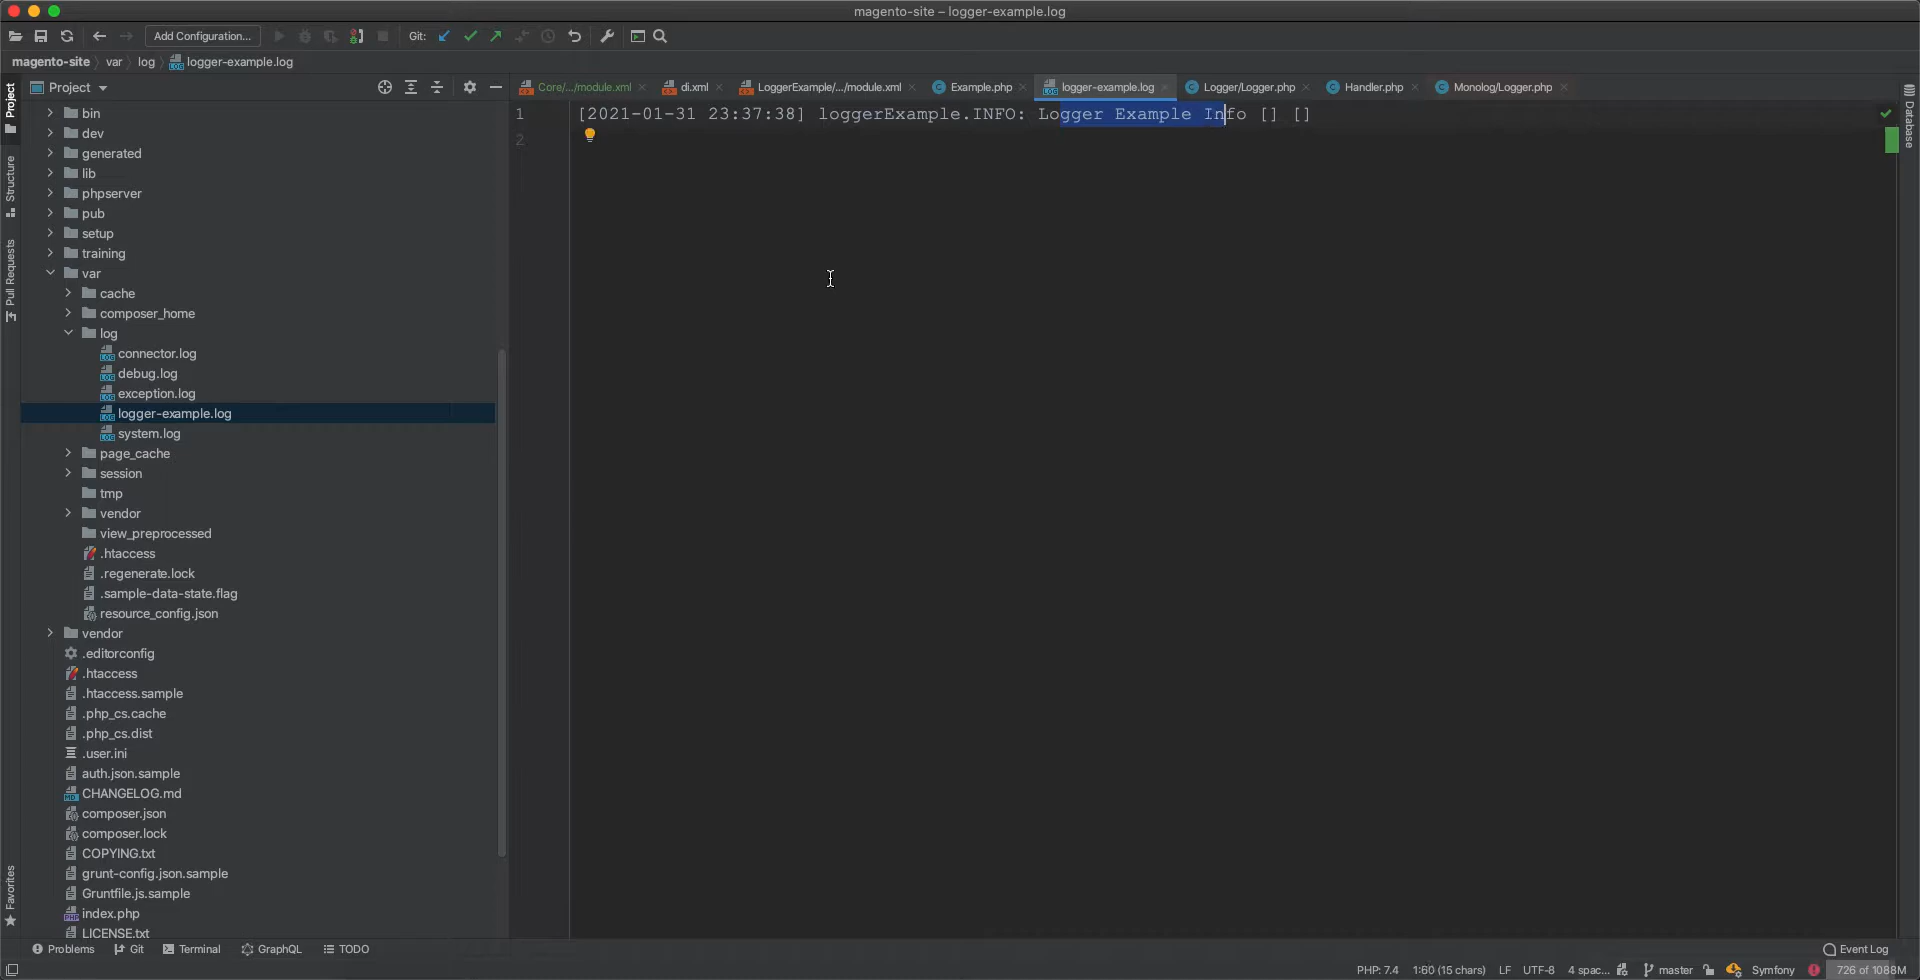 magento-site – logger-example.log
Add Configuration...
Git:
magento-site var log logger-example.log
Project
Core/.../module.xml di.xml LoggerExample/.../module.xml Example.php logger-example.log Logger/Logger.php Handler.php Monolog/Logger.php
1 [2021-01-31 23:37:38] loggerExample.INFO: Logger Example Info [] []
2
bin
dev
generated
lib
phpserver
pub
setup
training
var
cache
composer_home
log
connector.log
debug.log
exception.log
logger-example.log
system.log
page_cache
session
tmp
vendor
view_preprocessed
.htaccess
.regenerate.lock
.sample-data-state.flag
resource_config.json
vendor
.editorconfig
.htaccess
.htaccess.sample
.php_cs.cache
.php_cs.dist
.user.ini
auth.json.sample
CHANGELOG.md
composer.json
composer.lock
COPYING.txt
grunt-config.json.sample
Gruntfile.js.sample
index.php
LICENSE.txt
Project
Structure
Pull Requests
Favorites
Database
Problems Git Terminal GraphQL TODO Event Log
PHP: 7.4 1:60 (15 chars) LF UTF-8 4 spac... master Symfony 726 of 1088M